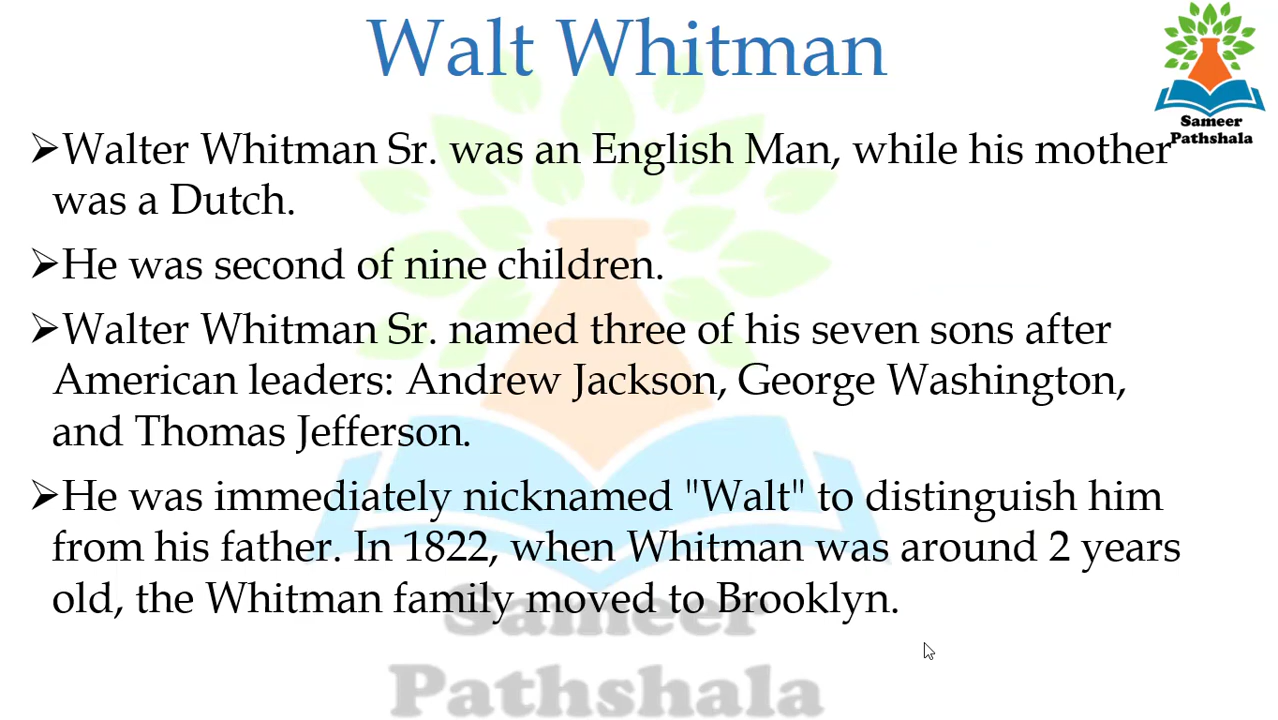 Walt Whitman
Sameer
Pathshala
➢Walter Whitman Sr. was an English Man, while his mother
was a Dutch.
➢He was second of nine children.
➢Walter Whitman Sr. named three of his seven sons after
American leaders: Andrew Jackson, George Washington,
and Thomas Jefferson.
➢He was immediately nicknamed "Walt" to distinguish him
from his father. In 1822, when Whitman was around 2 years
old, the Whitman family moved to Brooklyn.
Sameer
Pathshala